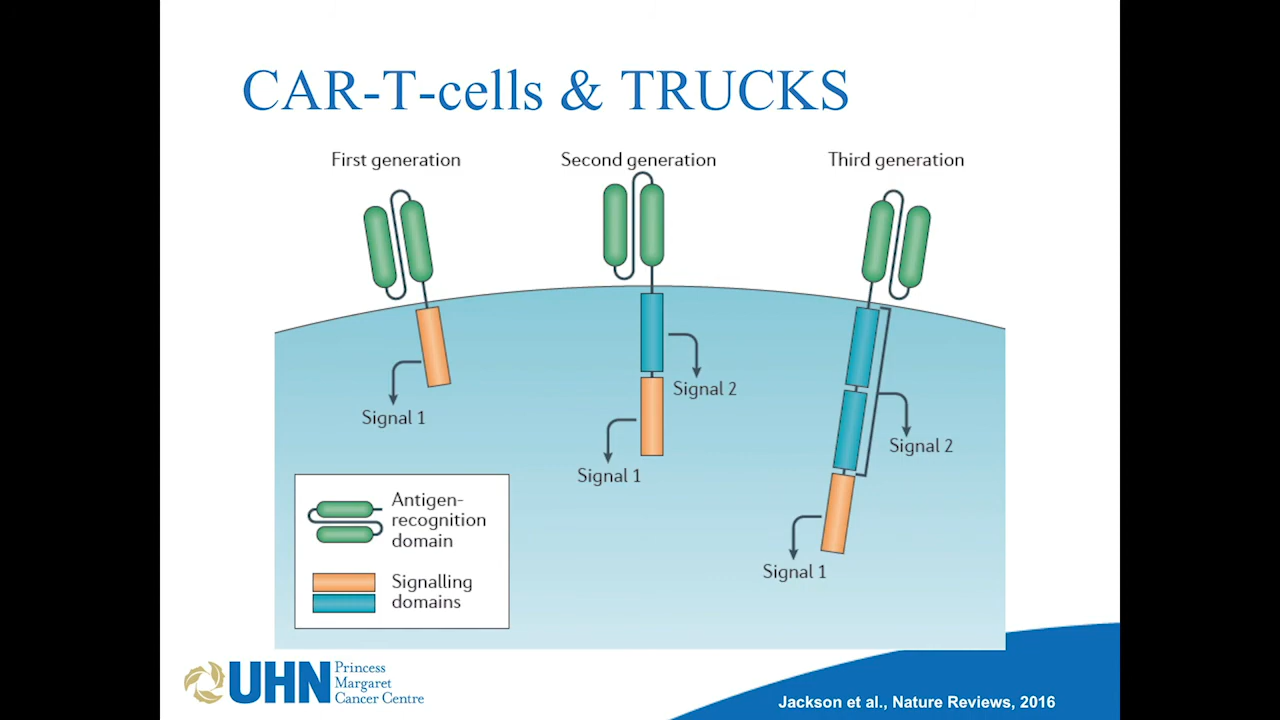 CAR-T-cells & TRUCKS
First generation
Second generation
Third generation
Signal 1
Signal 2
Signal 1
Signal 2
Signal 1
Antigen-
recognition
domain
Signalling
domains
UHN
Princess
Margaret
Cancer Centre
Jackson et al., Nature Reviews, 2016